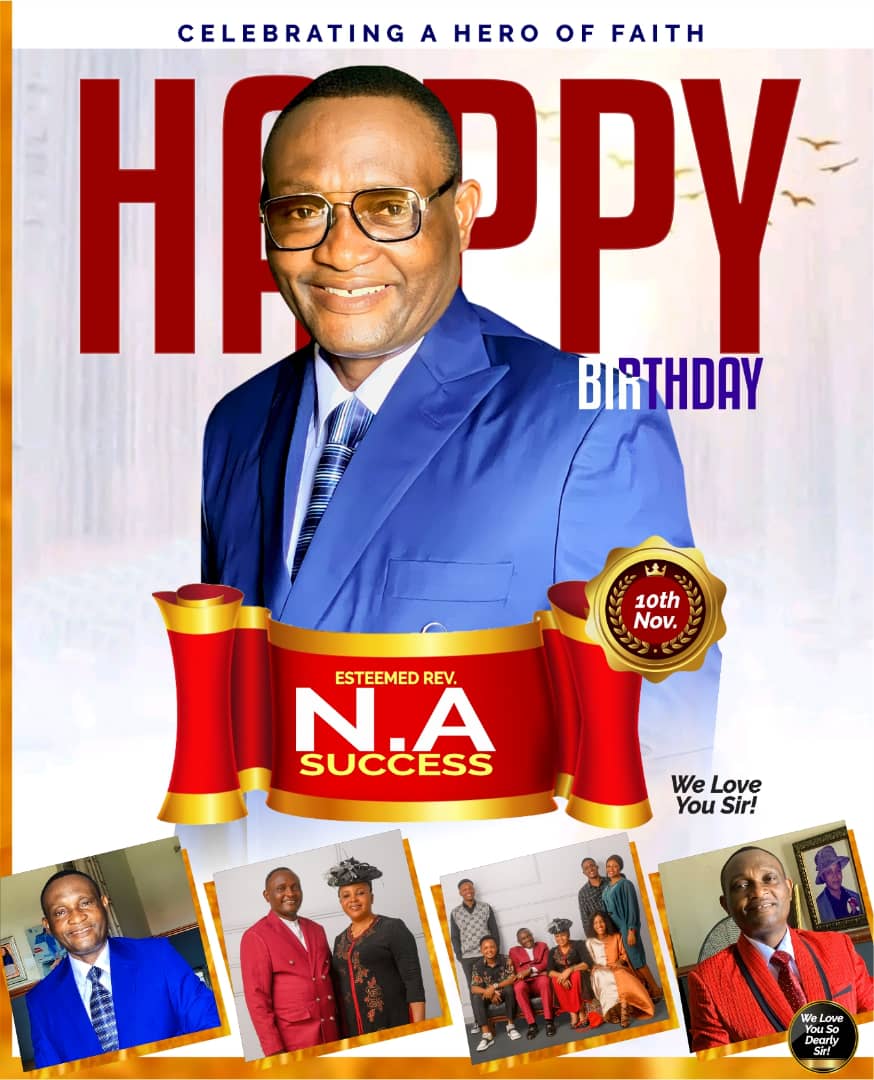 CELEBRATING A HERO OF FAITH
HAPPY
BIRTHDAY
10th
Nov.
ESTEEMED REV.
N.A
SUCCESS
We Love
You Sir!
We Love
You So
Dearly
Sir!